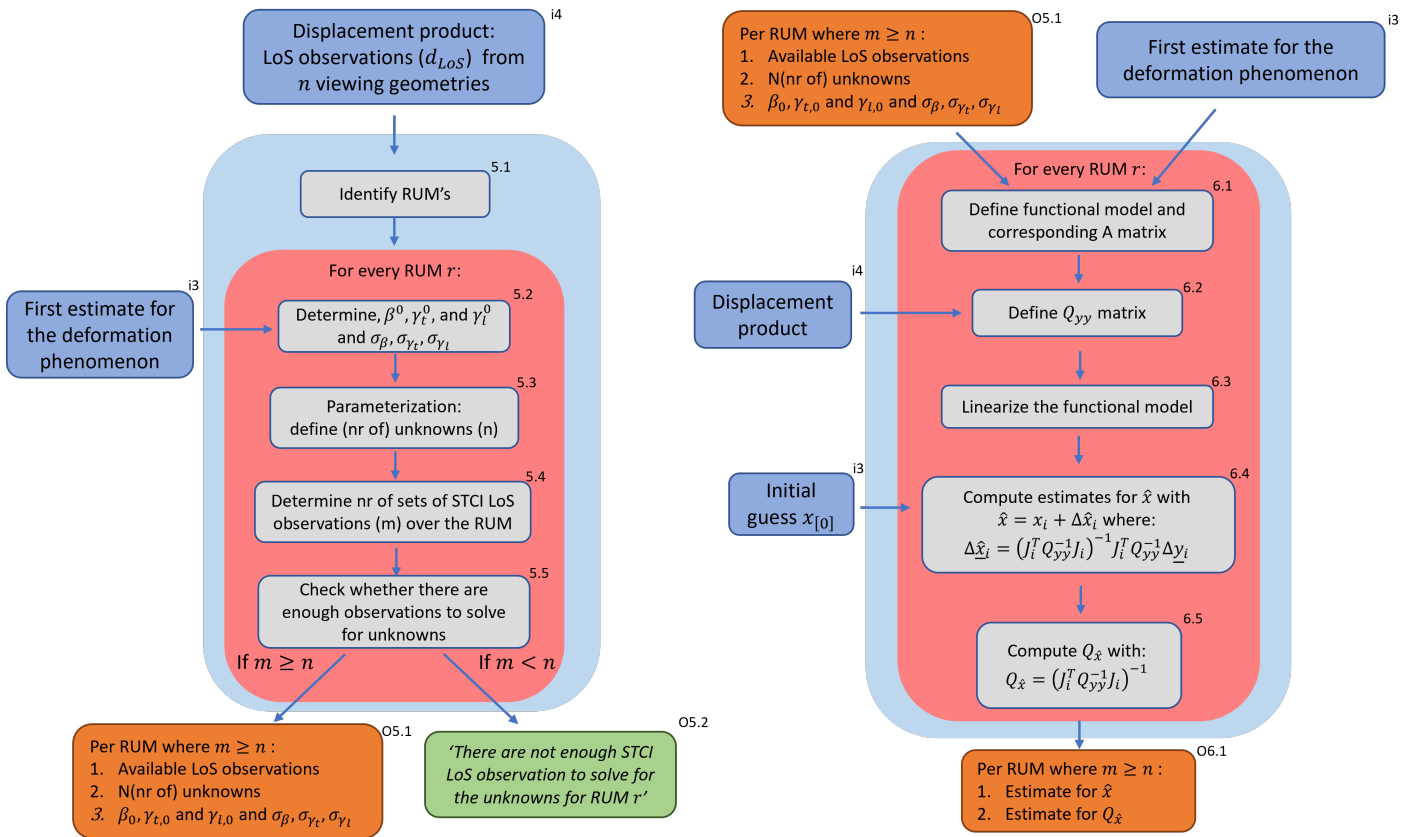 i4
Displacement product:
LoS observations (d_LoS) from
n viewing geometries
5.1
Identify RUM's
For every RUM r:
i3
First estimate for
the deformation
phenomenon
5.2
Determine, β⁰, γ_t⁰, and γ_l⁰
and σ_β, σ_γt, σ_γl
5.3
Parameterization:
define (nr of) unknowns (n)
5.4
Determine nr of sets of STCI LoS
observations (m) over the RUM
5.5
Check whether there are
enough observations to solve
for unknowns
If m ≥ n
If m < n
O5.1
Per RUM where m ≥ n :
1. Available LoS observations
2. N(nr of) unknowns
3. β₀, γ_t,0 and γ_l,0 and σ_β, σ_γt, σ_γl
O5.2
'There are not enough STCI
LoS observation to solve for
the unknowns for RUM r'
O5.1
Per RUM where m ≥ n :
1. Available LoS observations
2. N(nr of) unknowns
3. β₀, γ_t,0 and γ_l,0 and σ_β, σ_γt, σ_γl
i3
First estimate for the
deformation phenomenon
For every RUM r:
6.1
Define functional model and
corresponding A matrix
i4
Displacement
product
6.2
Define Q_yy matrix
6.3
Linearize the functional model
i3
Initial
guess x_[0]
6.4
Compute estimates for x̂ with
x̂ = x_i + Δx̂_i where:
Δx̲̂_i = (J_i^T Q_yy^−1 J_i)^−1 J_i^T Q_yy^−1 Δy̲_i
6.5
Compute Q_x̂ with:
Q_x̂ = (J_i^T Q_yy^−1 J_i)^−1
O6.1
Per RUM where m ≥ n :
1. Estimate for x̂
2. Estimate for Q_x̂